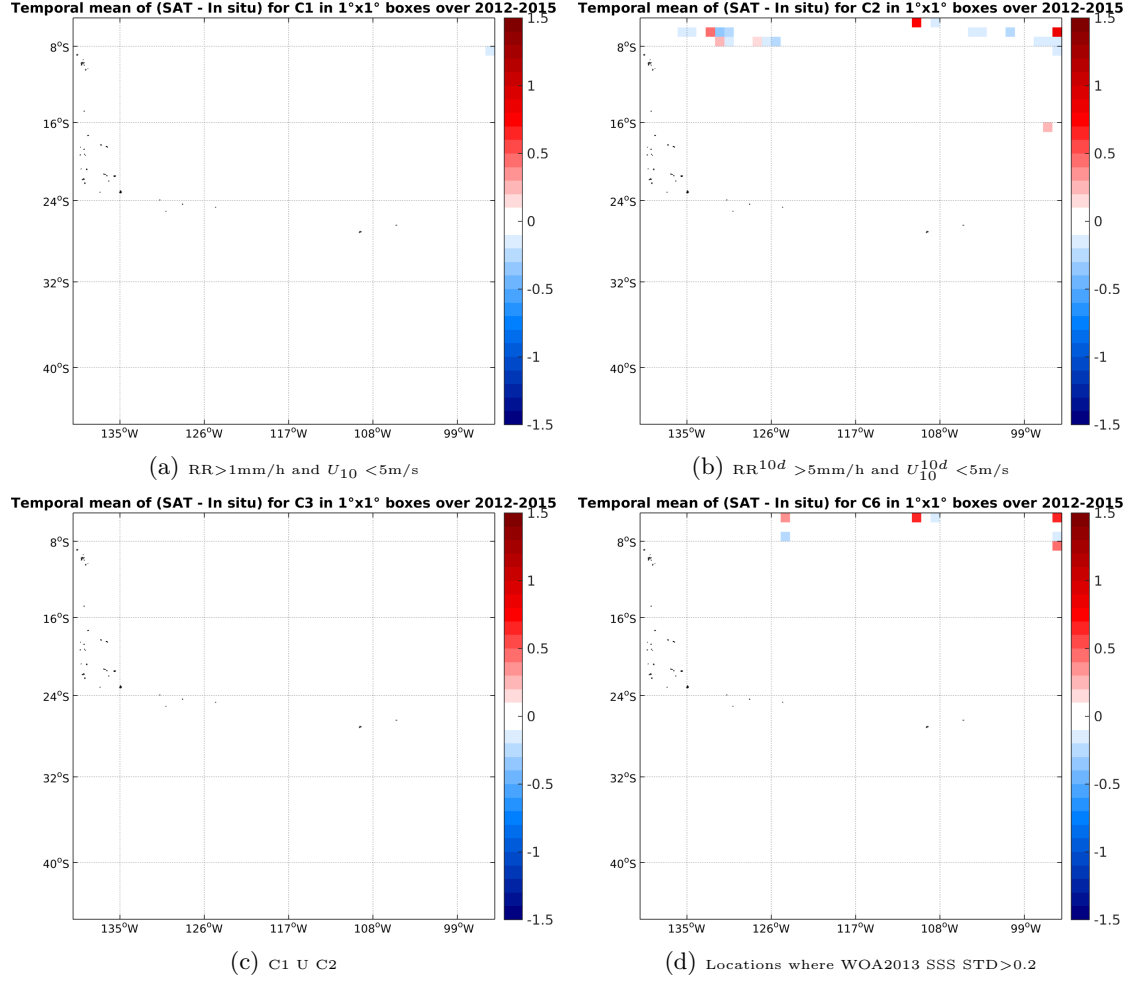 Temporal mean of (SAT - In situ) for C1 in 1°x1° boxes over 2012-2015
8°S
16°S
24°S
32°S
40°S
135°W 126°W 117°W 108°W 99°W
1.5
1
0.5
0
-0.5
-1
-1.5
(a) RR>1mm/h and U10 <5m/s
Temporal mean of (SAT - In situ) for C2 in 1°x1° boxes over 2012-2015
8°S
16°S
24°S
32°S
40°S
135°W 126°W 117°W 108°W 99°W
1.5
1
0.5
0
-0.5
-1
-1.5
(b) RR^10d >5mm/h and U10^10d <5m/s
Temporal mean of (SAT - In situ) for C3 in 1°x1° boxes over 2012-2015
8°S
16°S
24°S
32°S
40°S
135°W 126°W 117°W 108°W 99°W
1.5
1
0.5
0
-0.5
-1
-1.5
(c) C1 U C2
Temporal mean of (SAT - In situ) for C6 in 1°x1° boxes over 2012-2015
8°S
16°S
24°S
32°S
40°S
135°W 126°W 117°W 108°W 99°W
1.5
1
0.5
0
-0.5
-1
-1.5
(d) Locations where WOA2013 SSS STD>0.2